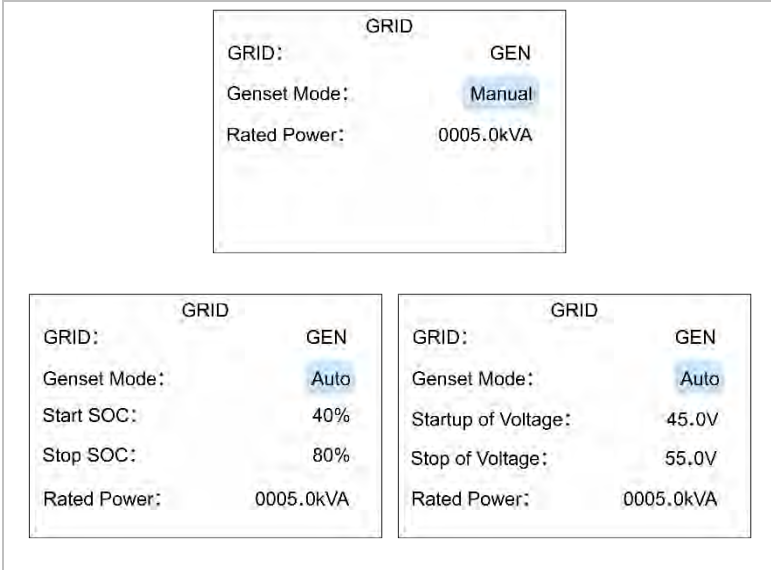 GRID
GRID: GEN
Genset Mode: Manual
Rated Power: 0005.0kVA
GRID
GRID: GEN
Genset Mode: Auto
Start SOC: 40%
Stop SOC: 80%
Rated Power: 0005.0kVA
GRID
GRID: GEN
Genset Mode: Auto
Startup of Voltage: 45.0V
Stop of Voltage: 55.0V
Rated Power: 0005.0kVA